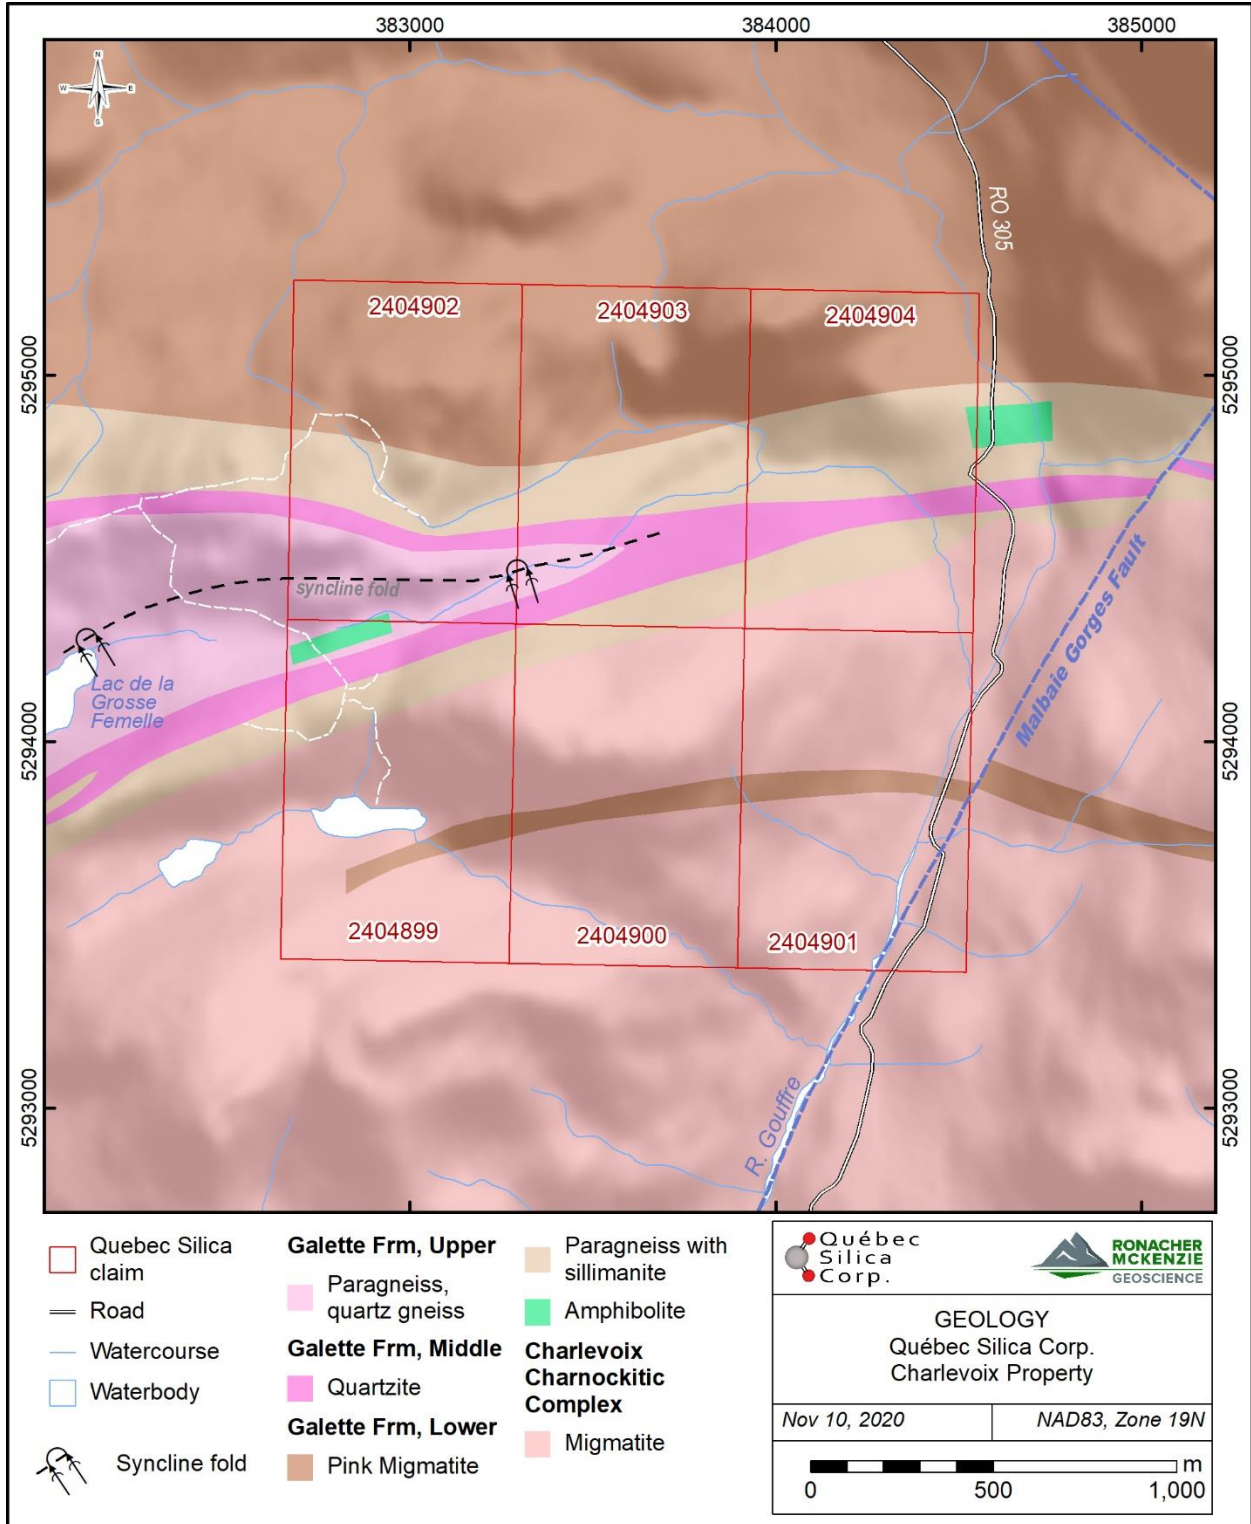 383000
384000
385000
N
W
E
S
RO 305
2404902
2404903
2404904
5295000
5295000
syncline fold
Lac de la
Grosse
Femelle
Malbaie Gorges Fault
5294000
5294000
2404899
2404900
2404901
R. Gouffre
5293000
5293000
Quebec Silica
claim
Road
Watercourse
Waterbody
Syncline fold
Galette Frm, Upper
Paragneiss,
quartz gneiss
Galette Frm, Middle
Quartzite
Galette Frm, Lower
Pink Migmatite
Paragneiss with
sillimanite
Amphibolite
Charlevoix
Charnockitic
Complex
Migmatite
Québec
Silica
Corp.
RONACHER
MCKENZIE
GEOSCIENCE
GEOLOGY
Québec Silica Corp.
Charlevoix Property
Nov 10, 2020
NAD83, Zone 19N
m
0 500 1,000